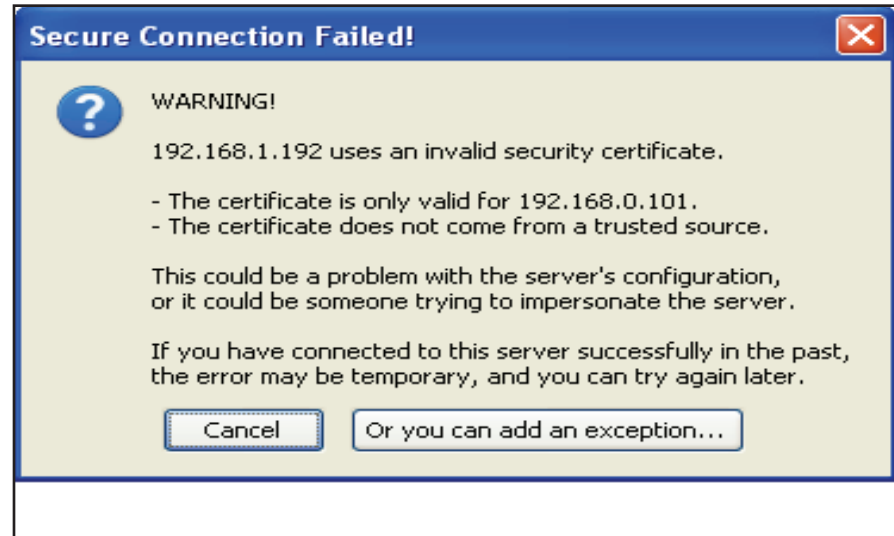 Secure Connection Failed!
WARNING!
192.168.1.192 uses an invalid security certificate.
- The certificate is only valid for 192.168.0.101.
- The certificate does not come from a trusted source.
This could be a problem with the server's configuration,
or it could be someone trying to impersonate the server.
If you have connected to this server successfully in the past,
the error may be temporary, and you can try again later.
Cancel
Or you can add an exception...